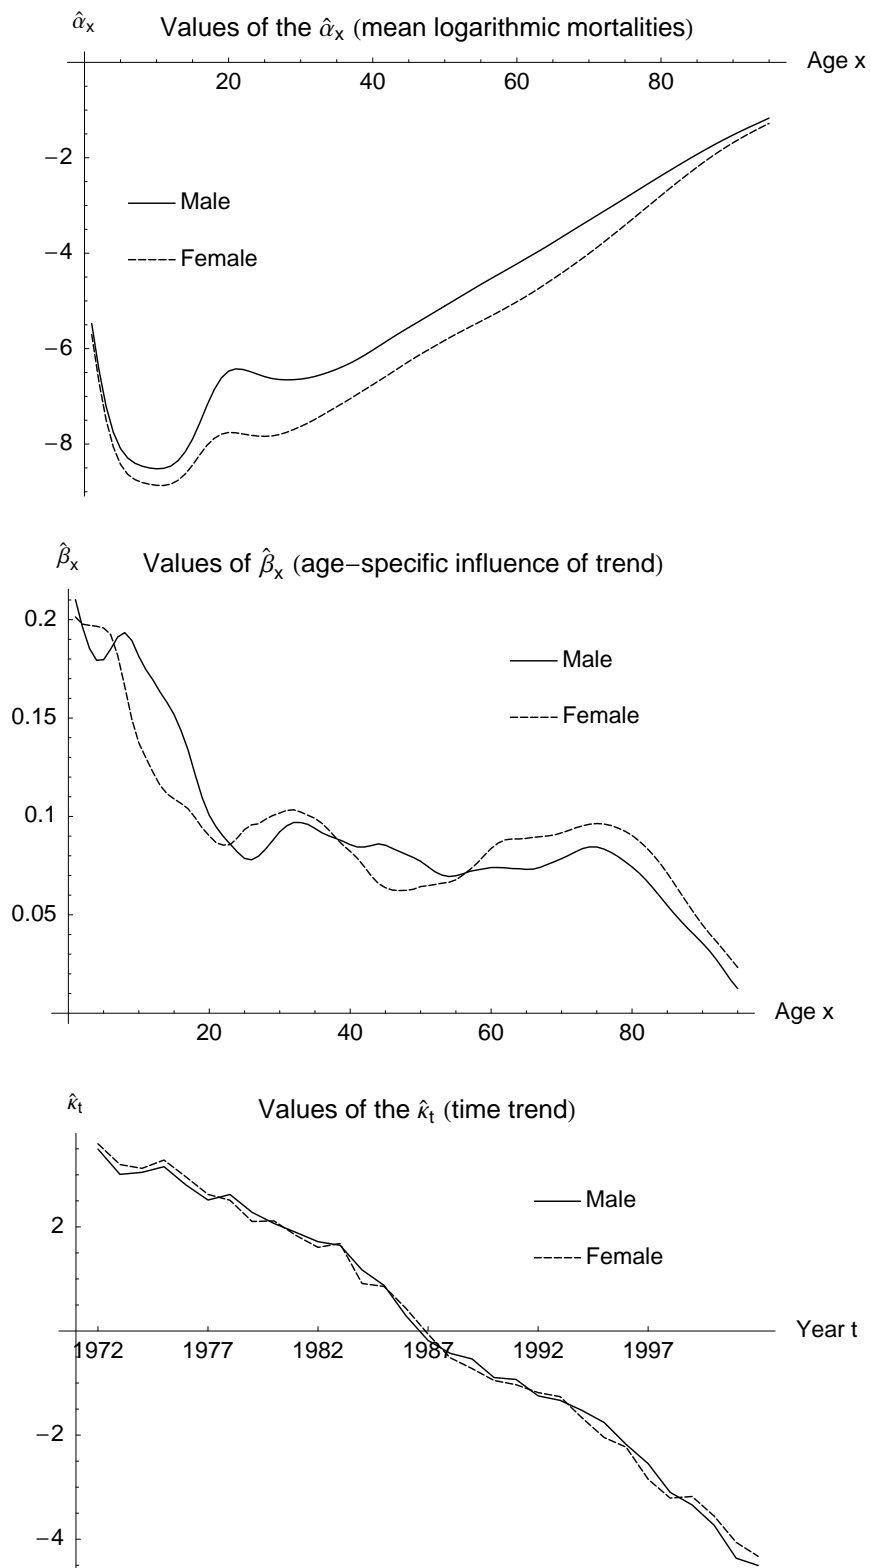 α̂x
Values of the α̂x (mean logarithmic mortalities)
Age x
20 40 60 80
−2
−4
−6
−8
Male
Female
β̂x
Values of β̂x (age−specific influence of trend)
0.2
0.15
0.1
0.05
Male
Female
Age x
20 40 60 80
κ̂t
Values of the κ̂t (time trend)
Male
Female
2
Year t
1972 1977 1982 1987 1992 1997
−2
−4